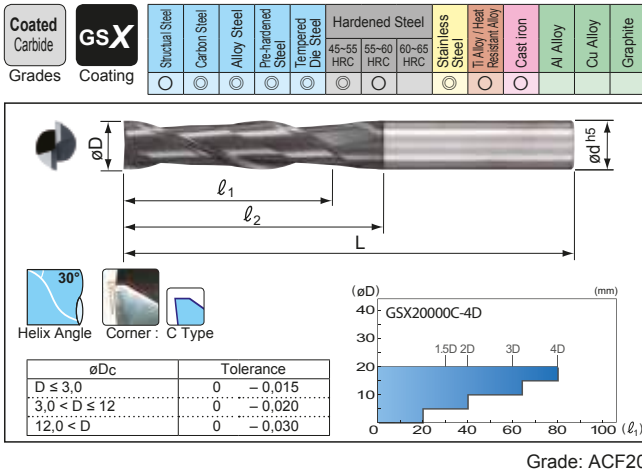 Coated
Carbide
Grades
GSX
Coating
Structual Steel
Carbon Steel
Alloy Steel
Pre-hardened Steel
Tempered Die Steel
Hardened Steel
45~55 HRC
55~60 HRC
60~65 HRC
Stainless Steel
Ti Alloy / Heat Resistant Alloy
Cast iron
Al Alloy
Cu Alloy
Graphite
øD
ød h5
ℓ1
ℓ2
L
30°
Helix Angle
Corner : C Type
øDc Tolerance
D ≤ 3,0 0 – 0,015
3,0 < D ≤ 12 0 – 0,020
12,0 < D 0 – 0,030
(øD) (mm)
GSX20000C-4D
40
30
20
10
1.5D 2D 3D 4D
0 20 40 60 80 100 (ℓ1)
Grade: ACF20